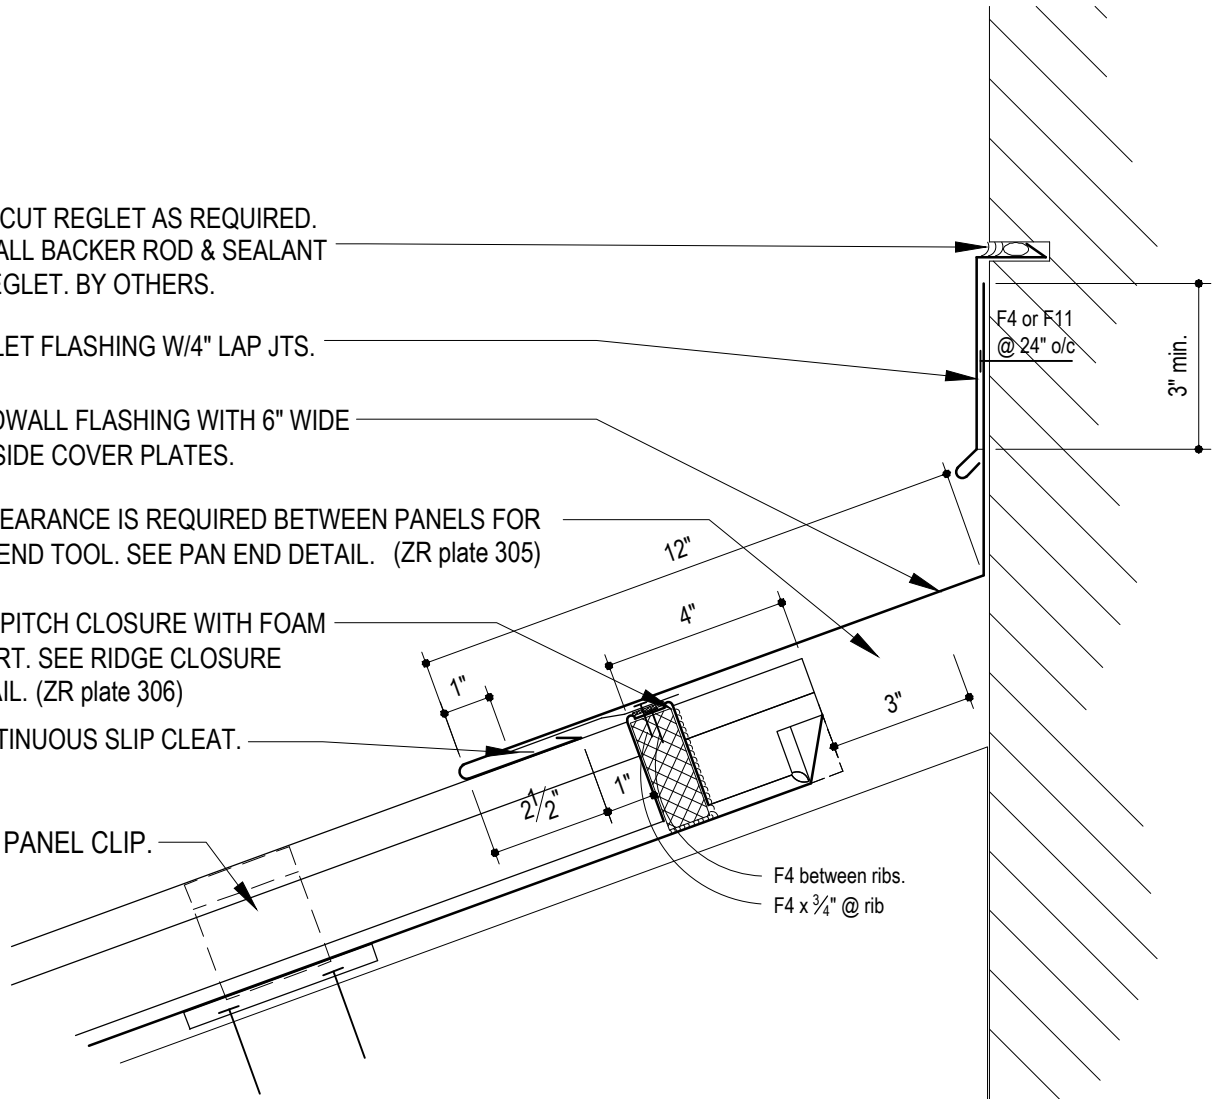 CUT REGLET AS REQUIRED.
ALL BACKER ROD & SEALANT
EGLET. BY OTHERS.
LET FLASHING W/4" LAP JTS.
DWALL FLASHING WITH 6" WIDE
SIDE COVER PLATES.
EARANCE IS REQUIRED BETWEEN PANELS FOR
END TOOL. SEE PAN END DETAIL. (ZR plate 305)
PITCH CLOSURE WITH FOAM
RT. SEE RIDGE CLOSURE
AIL. (ZR plate 306)
TINUOUS SLIP CLEAT.
PANEL CLIP.
F4 or F11
@ 24" o/c
3" min.
12"
4"
1"
3"
2 1/2"
1"
F4 between ribs.
F4 x 3/4" @ rib